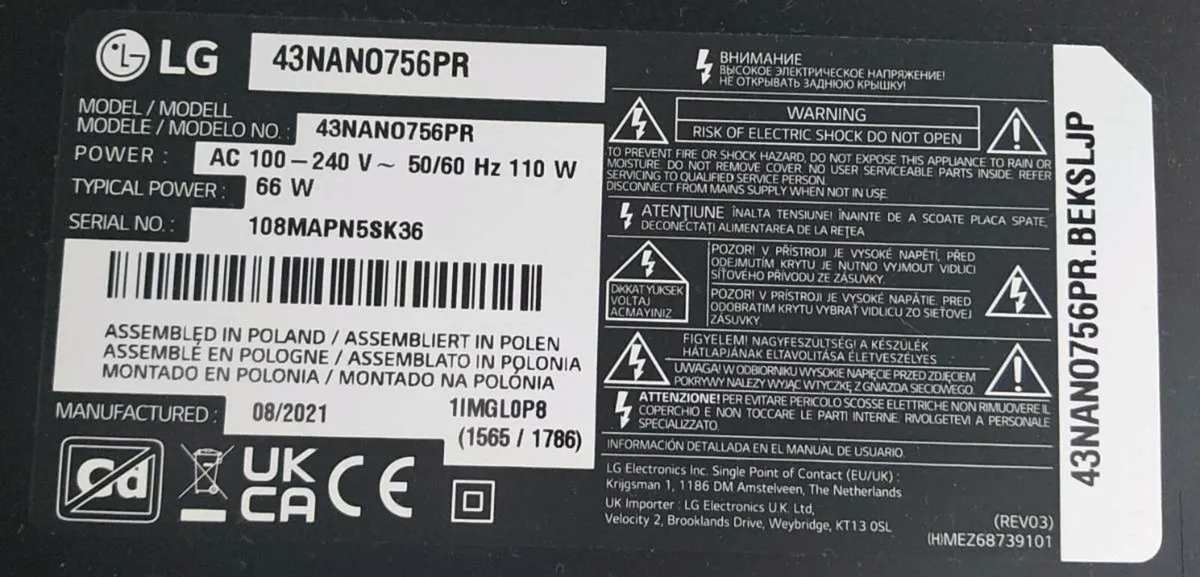 LG
43NANO756PR
MODEL / MODELL
MODELE / MODELO NO. :
43NANO756PR
POWER :
AC 100 – 240 V ~ 50/60 Hz 110 W
TYPICAL POWER :
66 W
SERIAL NO. :
108MAPN5SK36
ASSEMBLED IN POLAND / ASSEMBLIERT IN POLEN
ASSEMBLÉ EN POLOGNE / ASSEMBLATO IN POLONIA
MONTADO EN POLONIA / MONTADO NA POLÓNIA
MANUFACTURED :
08/2021
1IMGL0P8
(1565 / 1786)
Cd
UK
CA
CE
ВНИМАНИЕ
ВЫСОКОЕ ЭЛЕКТРИЧЕСКОЕ НАПРЯЖЕНИЕ!
НЕ ОТКРЫВАТЬ ЗАДНЮЮ КРЫШКУ!
WARNING
RISK OF ELECTRIC SHOCK DO NOT OPEN
TO PREVENT FIRE OR SHOCK HAZARD, DO NOT EXPOSE THIS APPLIANCE TO RAIN OR
MOISTURE DO NOT REMOVE COVER. NO USER SERVICEABLE PARTS INSIDE. REFER
SERVICING TO QUALIFIED SERVICE PERSON.
DISCONNECT FROM MAINS SUPPLY WHEN NOT IN USE.
ATENȚIUNE ÎNALTA TENSIUNE! ÎNAINTE DE A SCOATE PLACA SPATE,
DECONECTAȚI ALIMENTAREA DE LA REȚEA
DİKKAT YUKSEK
VOLTAJ
ACMAYINIZ
POZOR! V PŘÍSTROJI JE VYSOKÉ NAPĚTÍ, PŘED
ODEJMUTÍM KRYTU JE NUTNO VYJMOUT VIDLICI
SÍŤOVÉHO PŘÍVODU ZE ZÁSUVKY.
POZOR! V PRÍSTROJI JE VYSOKÉ NAPÄTIE, PRED
ODOBRATIM KRYTU VYBRAŤ VIDLICU ZO SIEŤOVEJ
ZÁSUVKY.
FIGYELEM! NAGYFESZÜLTSÉG! A KÉSZÜLÉK
HÁTLAPJÁNAK ELTAVOLITÁSA ÉLETVESZÉLYES.
UWAGA! W ODBIORNIKU WYSOKIE NAPIĘCIE PRZED ZDJĘCIEM
POKRYWY NALEŻY WYJĄĆ WTYCZKĘ Z GNIAZDA SIECIOWEGO.
ATTENZIONE! PER EVITARE PERICOLO SCOSSE ELETTRICHE NON RIMUOVERE IL
COPERCHIO E NON TOCCARE LE PARTI INTERNE. RIVOLGETEVI A PERSONALE
SPECIALIZZATO.
INFORMACIÓN DETALLADA EN EL MANUAL DE USUARIO.
LG Electronics Inc. Single Point of Contact (EU/UK) :
Krijgsman 1, 1186 DM Amstelveen, The Netherlands
UK Importer : LG Electronics U.K. Ltd,
Velocity 2, Brooklands Drive, Weybridge, KT13 0SL
(REV03)
(H)MEZ68739101
43NANO756PR.BEKSLJP